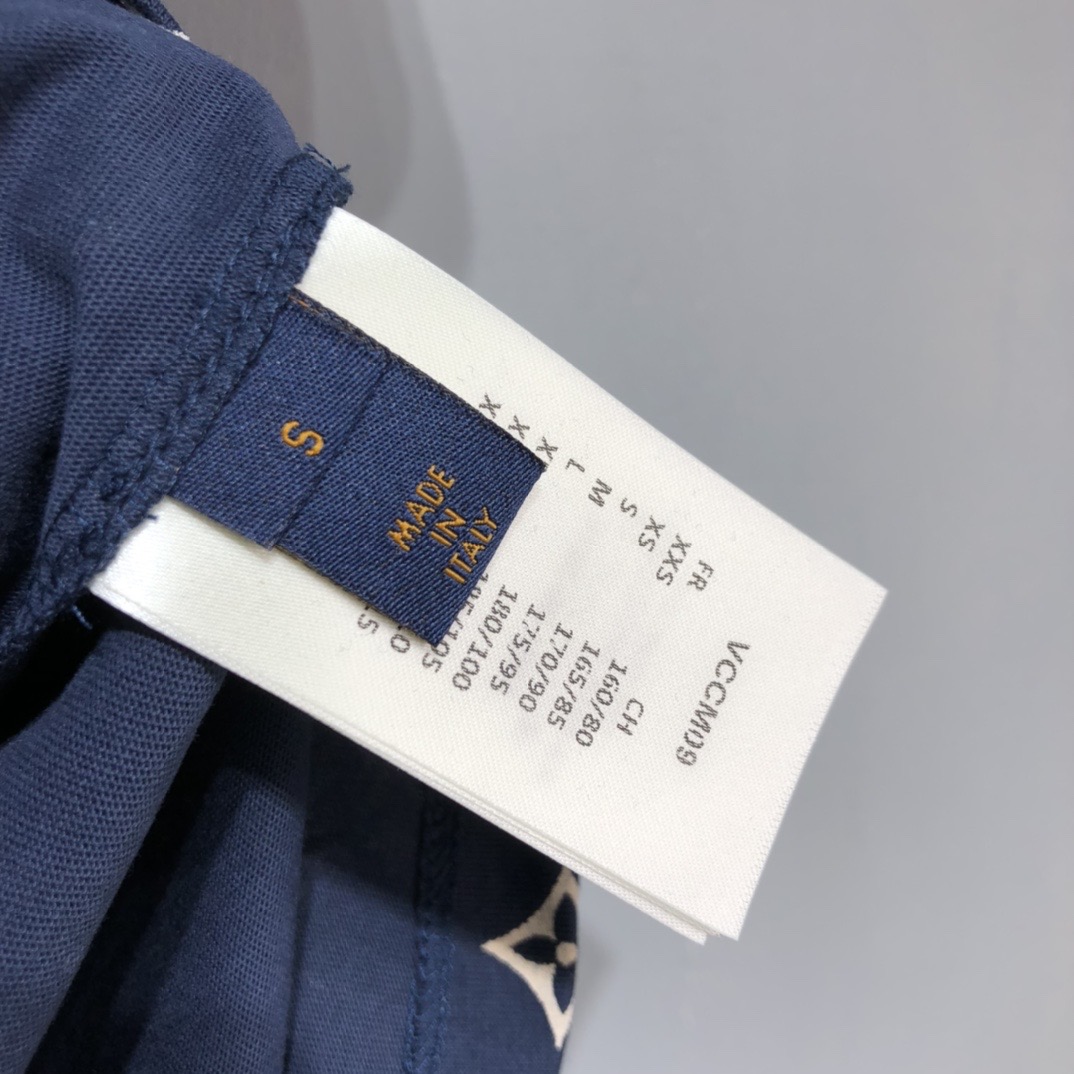 S
MADE
IN
ITALY
VCCM09
FR CH
XXS 160/80
XS 165/85
S 170/90
M 175/95
L 180/100